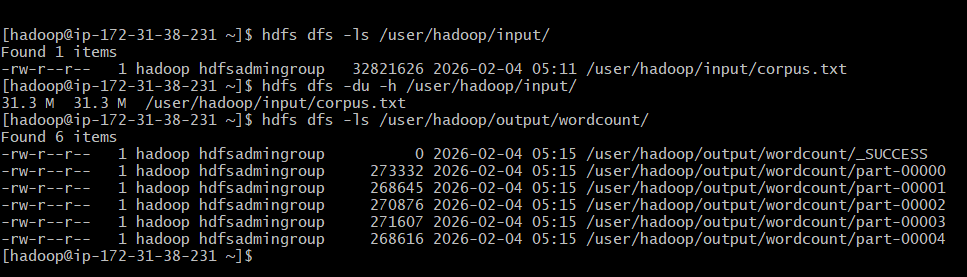 [hadoop@ip-172-31-38-231 ~]$ hdfs dfs -ls /user/hadoop/input/
Found 1 items
-rw-r--r--   1 hadoop hdfsadmingroup   32821626 2026-02-04 05:11 /user/hadoop/input/corpus.txt
[hadoop@ip-172-31-38-231 ~]$ hdfs dfs -du -h /user/hadoop/input/
31.3 M  31.3 M  /user/hadoop/input/corpus.txt
[hadoop@ip-172-31-38-231 ~]$ hdfs dfs -ls /user/hadoop/output/wordcount/
Found 6 items
-rw-r--r--   1 hadoop hdfsadmingroup          0 2026-02-04 05:15 /user/hadoop/output/wordcount/_SUCCESS
-rw-r--r--   1 hadoop hdfsadmingroup     273332 2026-02-04 05:15 /user/hadoop/output/wordcount/part-00000
-rw-r--r--   1 hadoop hdfsadmingroup     268645 2026-02-04 05:15 /user/hadoop/output/wordcount/part-00001
-rw-r--r--   1 hadoop hdfsadmingroup     270876 2026-02-04 05:15 /user/hadoop/output/wordcount/part-00002
-rw-r--r--   1 hadoop hdfsadmingroup     271607 2026-02-04 05:15 /user/hadoop/output/wordcount/part-00003
-rw-r--r--   1 hadoop hdfsadmingroup     268616 2026-02-04 05:15 /user/hadoop/output/wordcount/part-00004
[hadoop@ip-172-31-38-231 ~]$